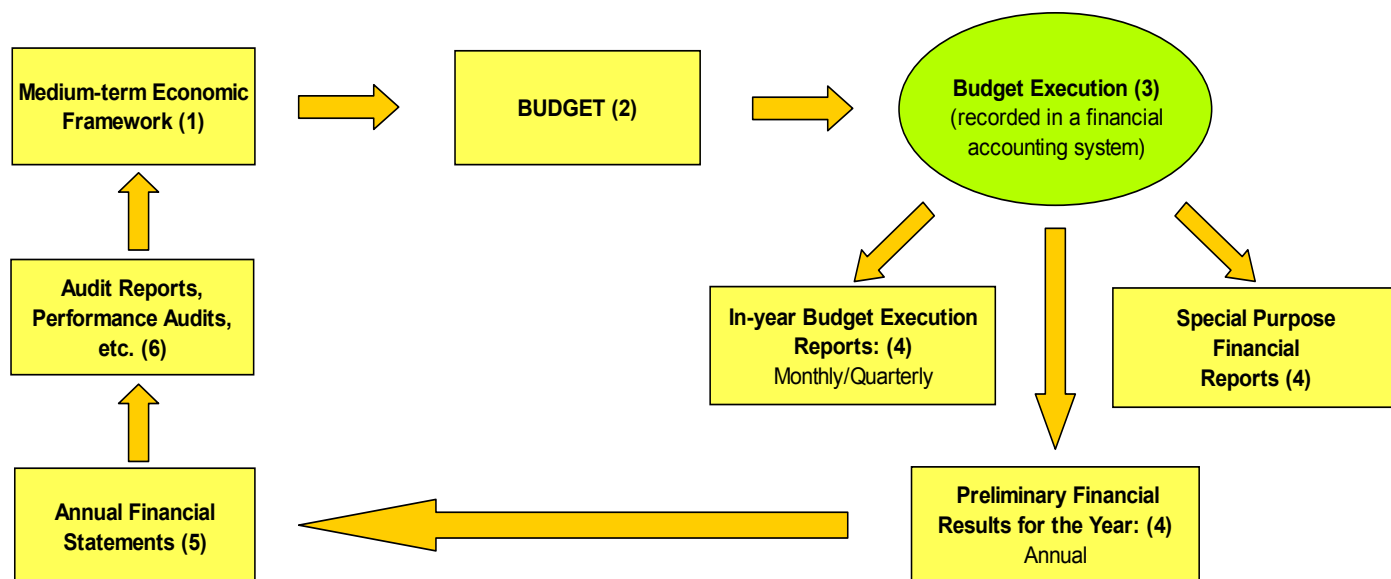 Medium-term Economic
Framework (1)
BUDGET (2)
Budget Execution (3)
(recorded in a financial
accounting system)
Audit Reports,
Performance Audits,
etc. (6)
In-year Budget Execution
Reports: (4)
Monthly/Quarterly
Special Purpose
Financial
Reports (4)
Annual Financial
Statements (5)
Preliminary Financial
Results for the Year: (4)
Annual